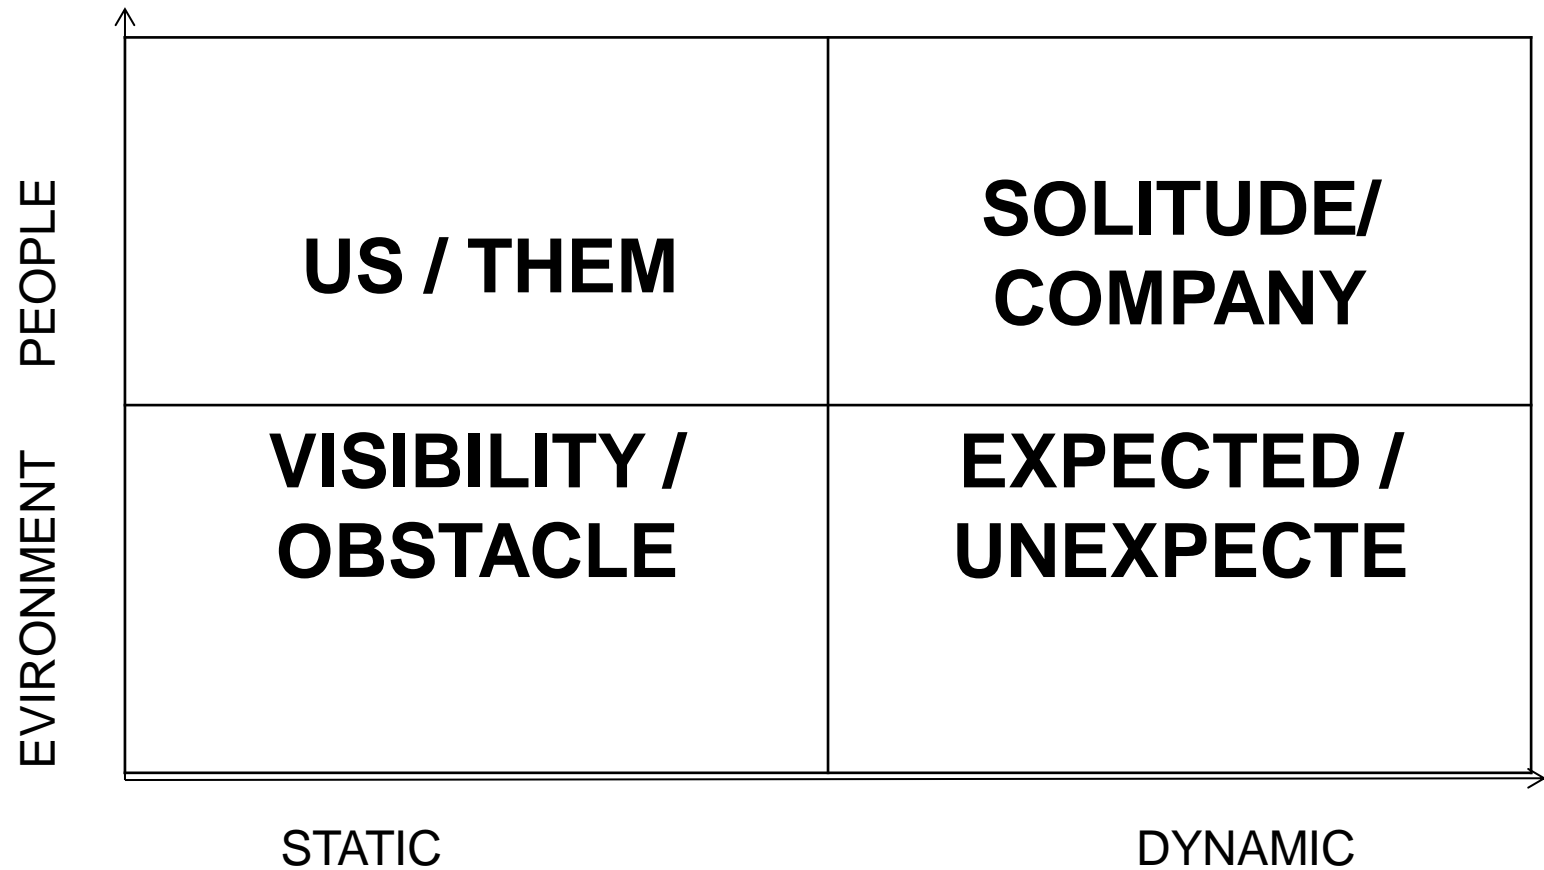 PEOPLE
US / THEM
SOLITUDE/
COMPANY
EVIRONMENT
VISIBILITY /
OBSTACLE
EXPECTED /
UNEXPECTE
STATIC
DYNAMIC